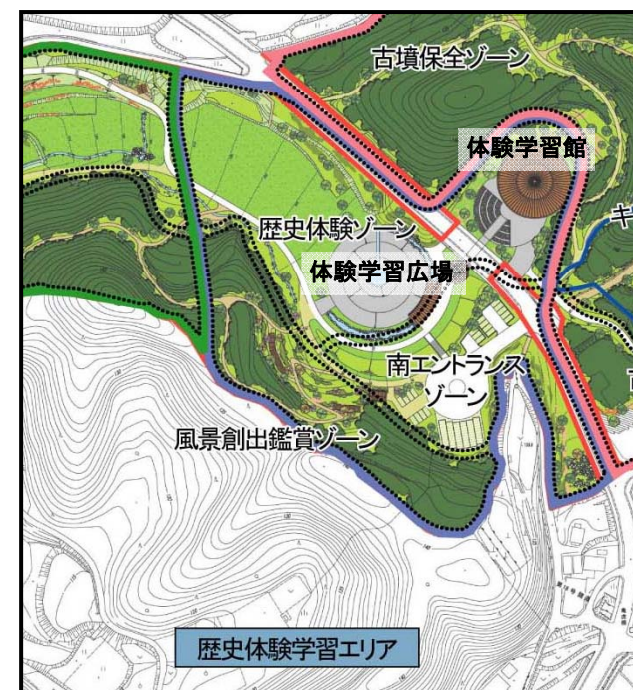 古墳保全ゾーン
体験学習館
キ
歴史体験ゾーン
体験学習広場
南エントランス
ゾーン
風景創出鑑賞ゾーン
歴史体験学習エリア